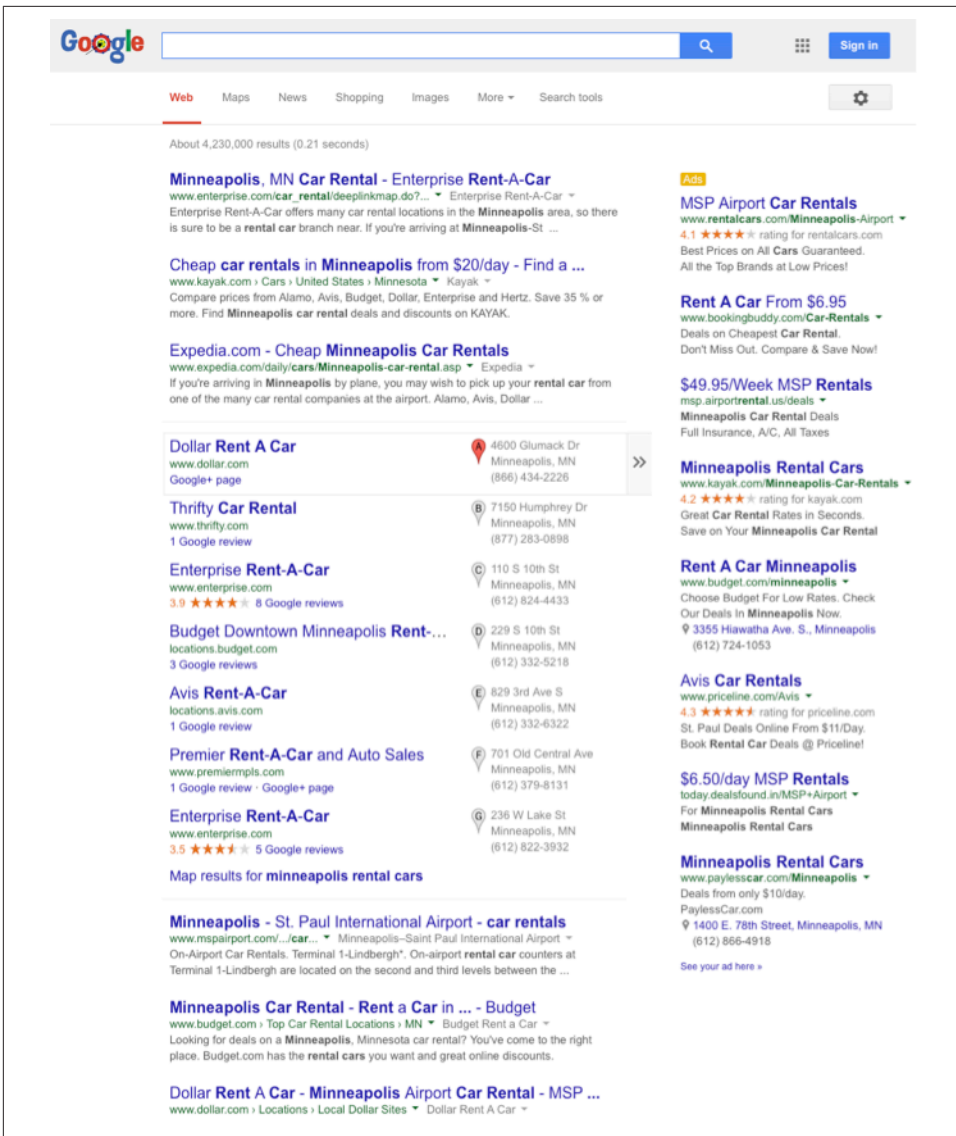 Google
Sign in
Web Maps News Shopping Images More Search tools
About 4,230,000 results (0.21 seconds)
Minneapolis, MN Car Rental - Enterprise Rent-A-Car
www.enterprise.com/car_rental/deeplinkmap.do?... Enterprise Rent-A-Car
Enterprise Rent-A-Car offers many car rental locations in the Minneapolis area, so there
is sure to be a rental car branch near. If you're arriving at Minneapolis-St ...
Cheap car rentals in Minneapolis from $20/day - Find a ...
www.kayak.com › Cars › United States › Minnesota Kayak
Compare prices from Alamo, Avis, Budget, Dollar, Enterprise and Hertz. Save 35 % or
more. Find Minneapolis car rental deals and discounts on KAYAK.
Expedia.com - Cheap Minneapolis Car Rentals
www.expedia.com/daily/cars/Minneapolis-car-rental.asp Expedia
If you're arriving in Minneapolis by plane, you may wish to pick up your rental car from
one of the many car rental companies at the airport. Alamo, Avis, Dollar ...
Dollar Rent A Car
www.dollar.com
Google+ page
A 4600 Glumack Dr
Minneapolis, MN
(866) 434-2226
»
Thrifty Car Rental
www.thrifty.com
1 Google review
B 7150 Humphrey Dr
Minneapolis, MN
(877) 283-0898
Enterprise Rent-A-Car
www.enterprise.com
3.9 ★★★★★ 8 Google reviews
C 110 S 10th St
Minneapolis, MN
(612) 824-4433
Budget Downtown Minneapolis Rent-...
locations.budget.com
3 Google reviews
D 229 S 10th St
Minneapolis, MN
(612) 332-5218
Avis Rent-A-Car
locations.avis.com
1 Google review
E 829 3rd Ave S
Minneapolis, MN
(612) 332-6322
Premier Rent-A-Car and Auto Sales
www.premiermpls.com
1 Google review · Google+ page
F 701 Old Central Ave
Minneapolis, MN
(612) 379-8131
Enterprise Rent-A-Car
www.enterprise.com
3.5 ★★★★★ 5 Google reviews
G 236 W Lake St
Minneapolis, MN
(612) 822-3932
Map results for minneapolis rental cars
Minneapolis - St. Paul International Airport - car rentals
www.mspairport.com/.../car... Minneapolis–Saint Paul International Airport
On-Airport Car Rentals. Terminal 1-Lindbergh*. On-airport rental car counters at
Terminal 1-Lindbergh are located on the second and third levels between the ...
Minneapolis Car Rental - Rent a Car in ... - Budget
www.budget.com › Top Car Rental Locations › MN Budget Rent a Car
Looking for deals on a Minneapolis, Minnesota car rental? You've come to the right
place. Budget.com has the rental cars you want and great online discounts.
Dollar Rent A Car - Minneapolis Airport Car Rental - MSP ...
www.dollar.com › Locations › Local Dollar Sites Dollar Rent A Car
Ads
MSP Airport Car Rentals
www.rentalcars.com/Minneapolis-Airport
4.1 ★★★★★ rating for rentalcars.com
Best Prices on All Cars Guaranteed.
All the Top Brands at Low Prices!
Rent A Car From $6.95
www.bookingbuddy.com/Car-Rentals
Deals on Cheapest Car Rental.
Don't Miss Out. Compare & Save Now!
$49.95/Week MSP Rentals
msp.airportrental.us/deals
Minneapolis Car Rental Deals
Full Insurance, A/C, All Taxes
Minneapolis Rental Cars
www.kayak.com/Minneapolis-Car-Rentals
4.2 ★★★★★ rating for kayak.com
Great Car Rental Rates in Seconds.
Save on Your Minneapolis Car Rental
Rent A Car Minneapolis
www.budget.com/minneapolis
Choose Budget For Low Rates. Check
Our Deals In Minneapolis Now.
3355 Hiawatha Ave. S., Minneapolis
(612) 724-1053
Avis Car Rentals
www.priceline.com/Avis
4.3 ★★★★★ rating for priceline.com
St. Paul Deals Online From $11/Day.
Book Rental Car Deals @ Priceline!
$6.50/day MSP Rentals
today.dealsfound.in/MSP+Airport
For Minneapolis Rental Cars
Minneapolis Rental Cars
Minneapolis Rental Cars
www.paylesscar.com/Minneapolis
Deals from only $10/day.
PaylessCar.com
1400 E. 78th Street, Minneapolis, MN
(612) 866-4918
See your ad here »